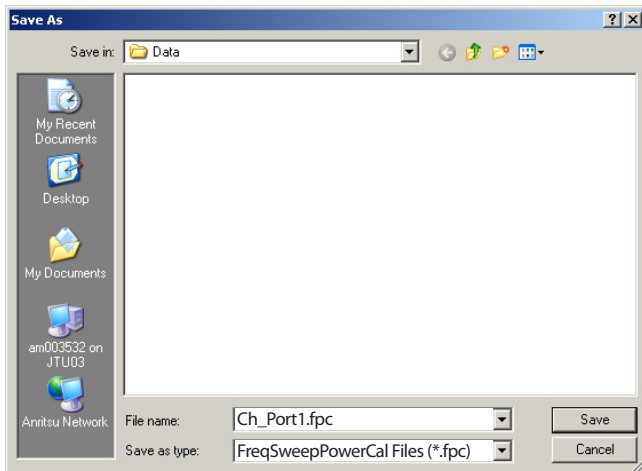 Save As
Save in:
Data
My Recent
Documents
Desktop
My Documents
am003532 on
JTU03
Anritsu Network
File name:
Ch_Port1.fpc
Save
Save as type:
FreqSweepPowerCal Files (*.fpc)
Cancel